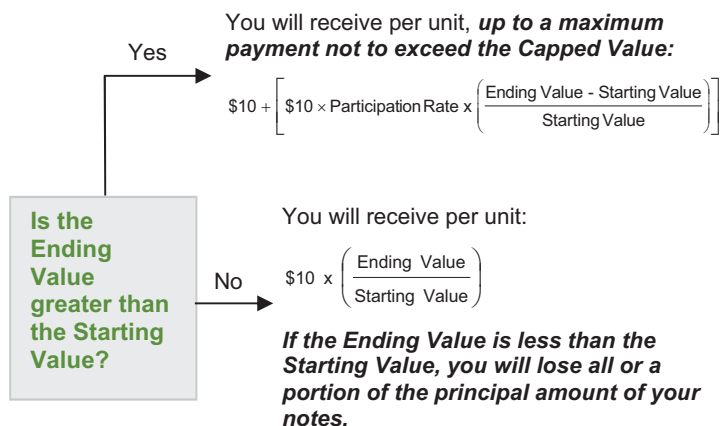 Yes
You will receive per unit, up to a maximum
payment not to exceed the Capped Value:
$10 + [ $10 × Participation Rate x ( Ending Value - Starting Value / Starting Value ) ]
Is the
Ending
Value
greater than
the Starting
Value?
No
You will receive per unit:
$10 x ( Ending Value / Starting Value )
If the Ending Value is less than the
Starting Value, you will lose all or a
portion of the principal amount of your
notes.